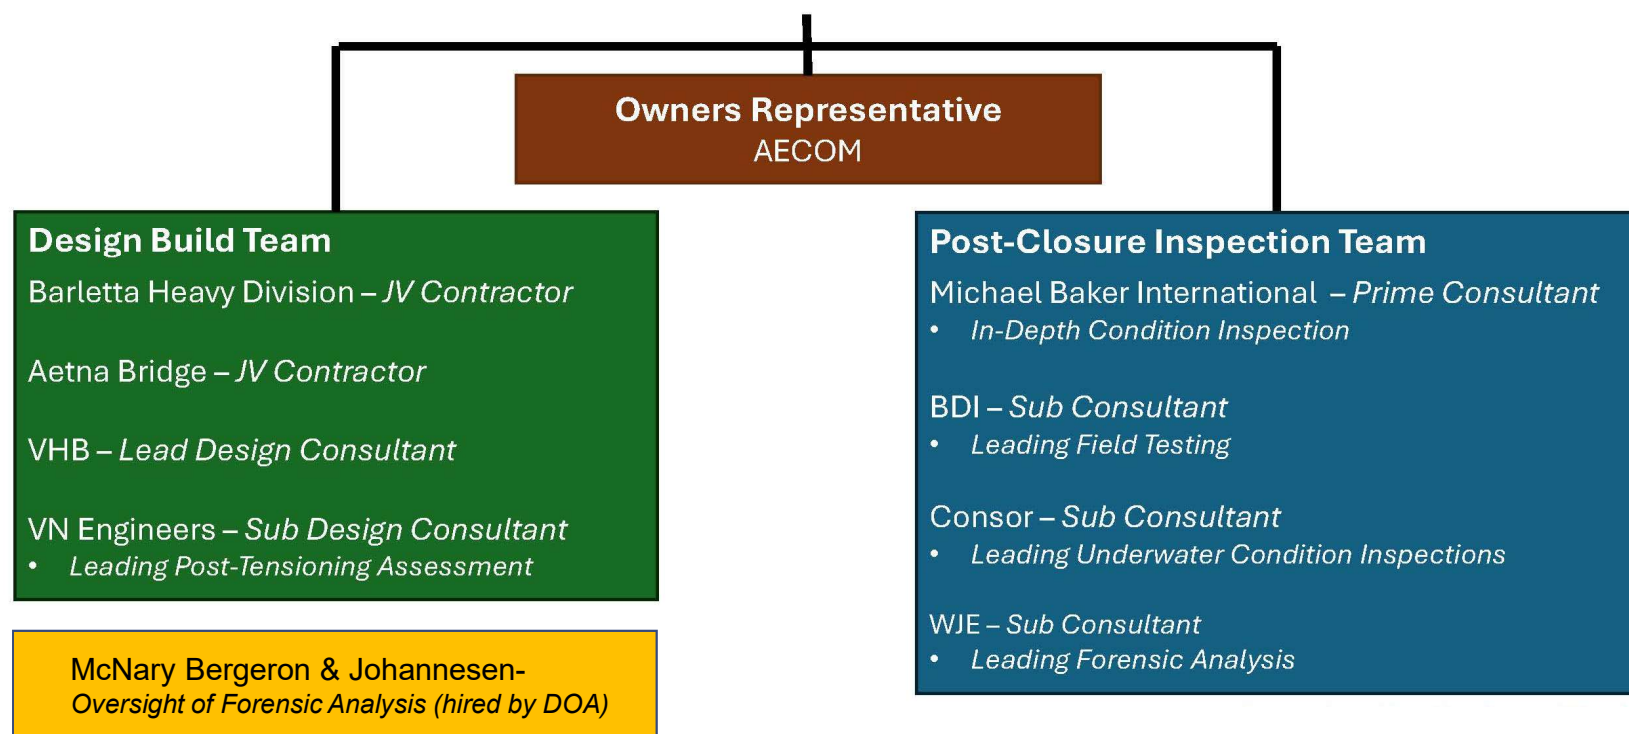 Owners Representative
AECOM
Design Build Team
Barletta Heavy Division – JV Contractor
Aetna Bridge – JV Contractor
VHB – Lead Design Consultant
VN Engineers – Sub Design Consultant
• Leading Post-Tensioning Assessment
McNary Bergeron & Johannesen-
Oversight of Forensic Analysis (hired by DOA)
Post-Closure Inspection Team
Michael Baker International – Prime Consultant
• In-Depth Condition Inspection
BDI – Sub Consultant
• Leading Field Testing
Consor – Sub Consultant
• Leading Underwater Condition Inspections
WJE – Sub Consultant
• Leading Forensic Analysis